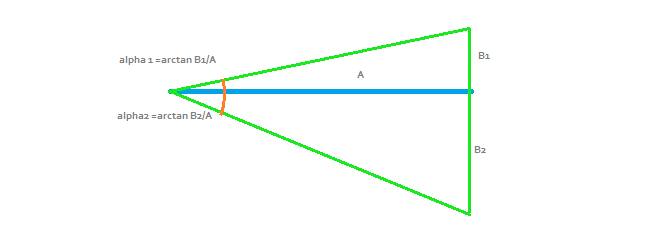 alpha 1 =arctan B1/A
B1
A
alpha2 =arctan B2/A
B2